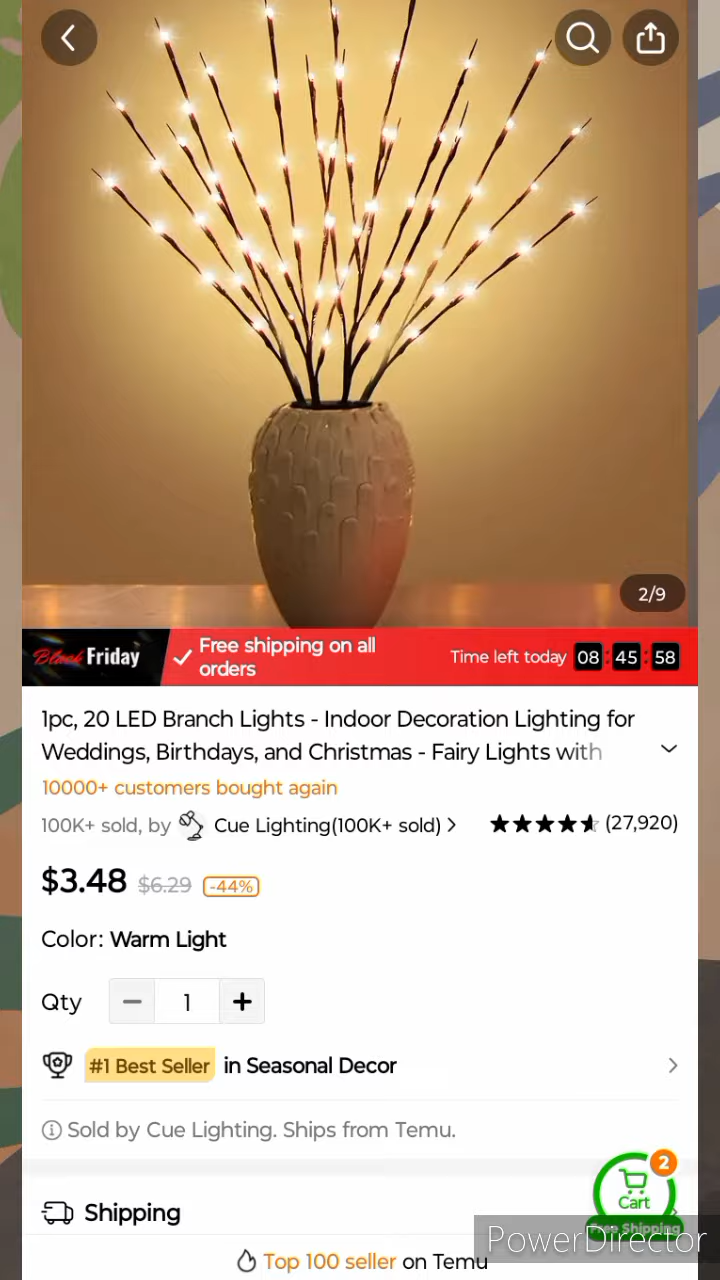 2/9
Black Friday
Free shipping on all
orders
Time left today 08:45:58
1pc, 20 LED Branch Lights - Indoor Decoration Lighting for
Weddings, Birthdays, and Christmas - Fairy Lights with
10000+ customers bought again
100K+ sold, by Cue Lighting(100K+ sold) (27,920)
$3.48 $6.29 -44%
Color: Warm Light
Qty 1
#1 Best Seller in Seasonal Decor
Sold by Cue Lighting. Ships from Temu.
2
Cart
Free Shipping
Shipping
PowerDirector
Top 100 seller on Temu